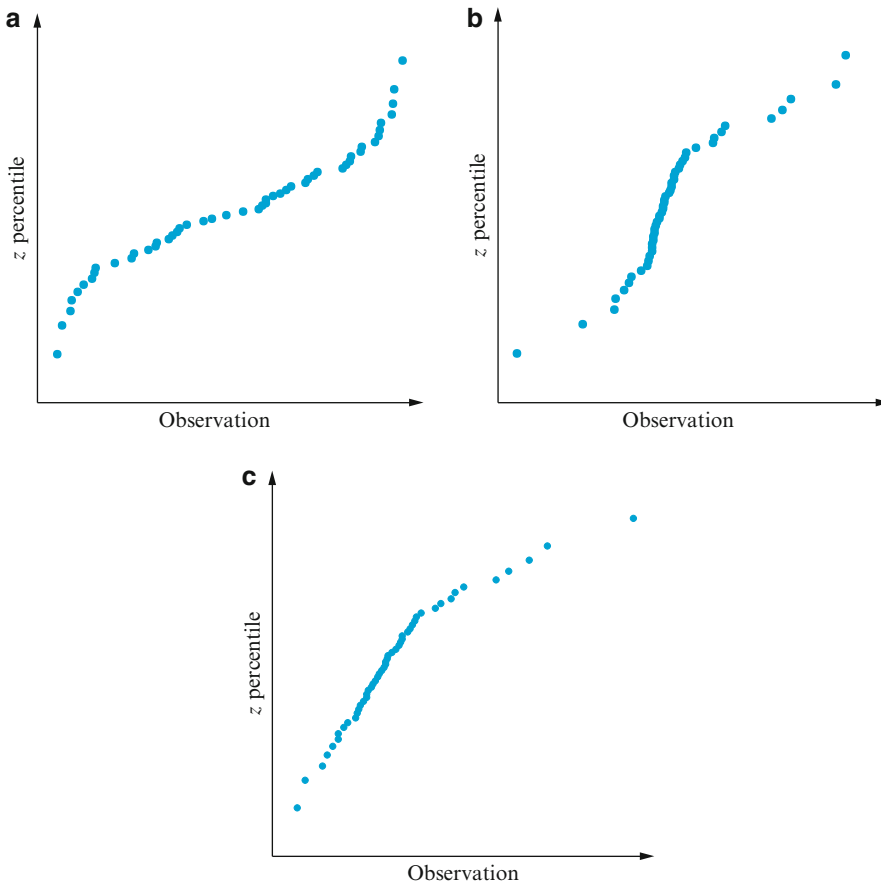 a
z percentile
Observation
b
z percentile
Observation
c
z percentile
Observation